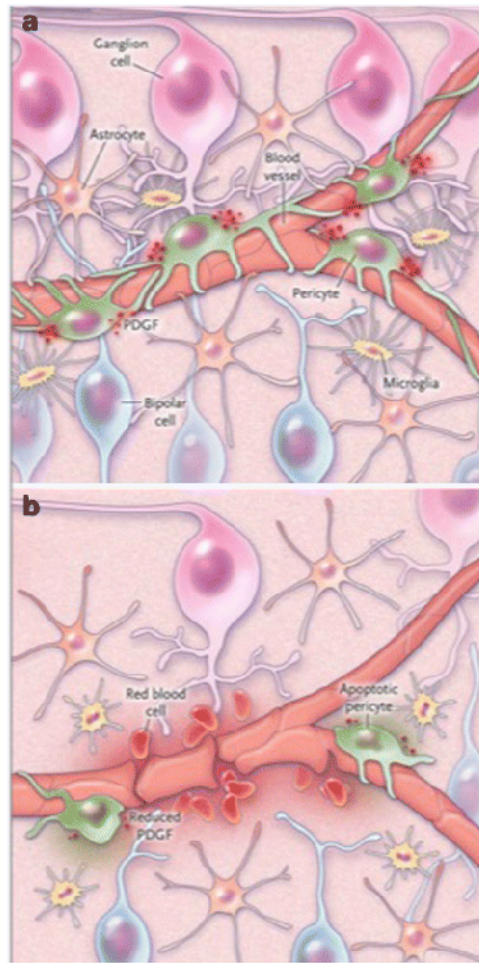 a
Ganglion
cell
Astrocyte
Blood
vessel
Pericyte
PDGF
Microglia
Bipolar
cell
b
Red blood
cell
Apoptotic
pericyte
Reduced
PDGF